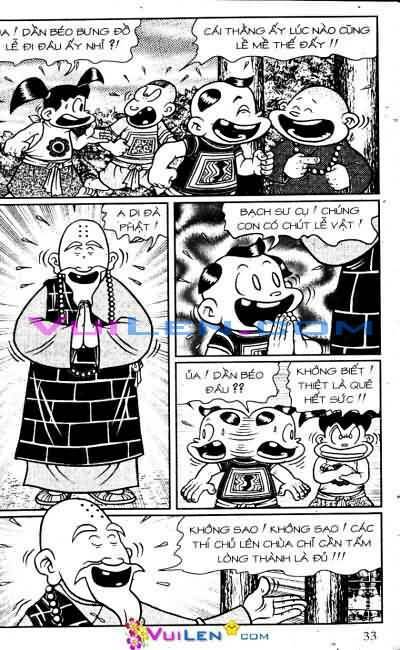 ỦA ! DẦN BÉO BƯNG ĐỒ
LỄ ĐI ĐÂU ẤY NHỈ ?!
CÁI THẰNG ẤY LÚC NÀO CŨNG
LỀ MỀ THẾ ĐẤY !!
A DI ĐÀ
PHẬT !
BẠCH SƯ CỤ ! CHÚNG
CON CÓ CHÚT LỄ VẬT !
VUILEN.COM
ỦA ! DẦN BÉO
ĐÂU ??
KHÔNG BIẾT !
THIỆT LÀ QUÊ
HẾT SỨC !!
KHÔNG SAO ! KHÔNG SAO ! CÁC
THÍ CHỦ LÊN CHÙA CHỈ CẦN TẤM
LÒNG THÀNH LÀ ĐỦ !!!
33
VUILEN.COM